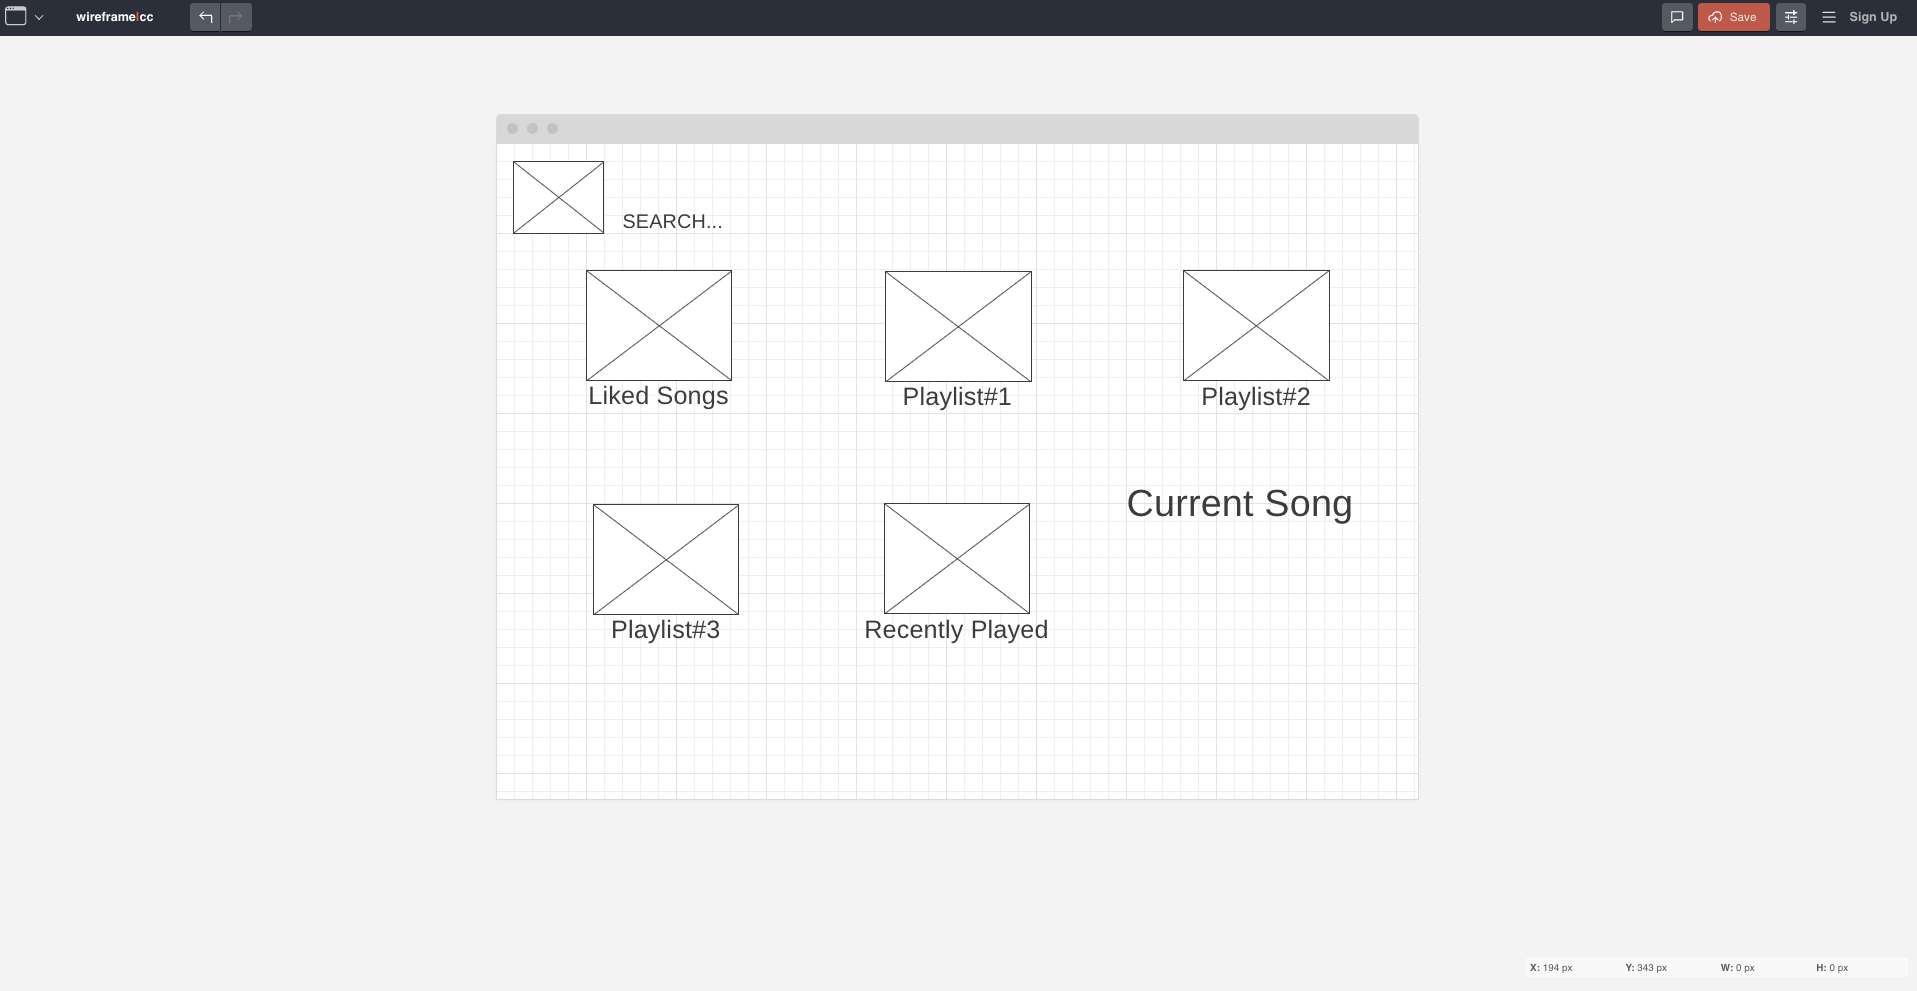 wireframe|cc
Save
Sign Up
SEARCH...
Liked Songs
Playlist#1
Playlist#2
Current Song
Playlist#3
Recently Played
X: 194 px Y: 343 px W: 0 px H: 0 px